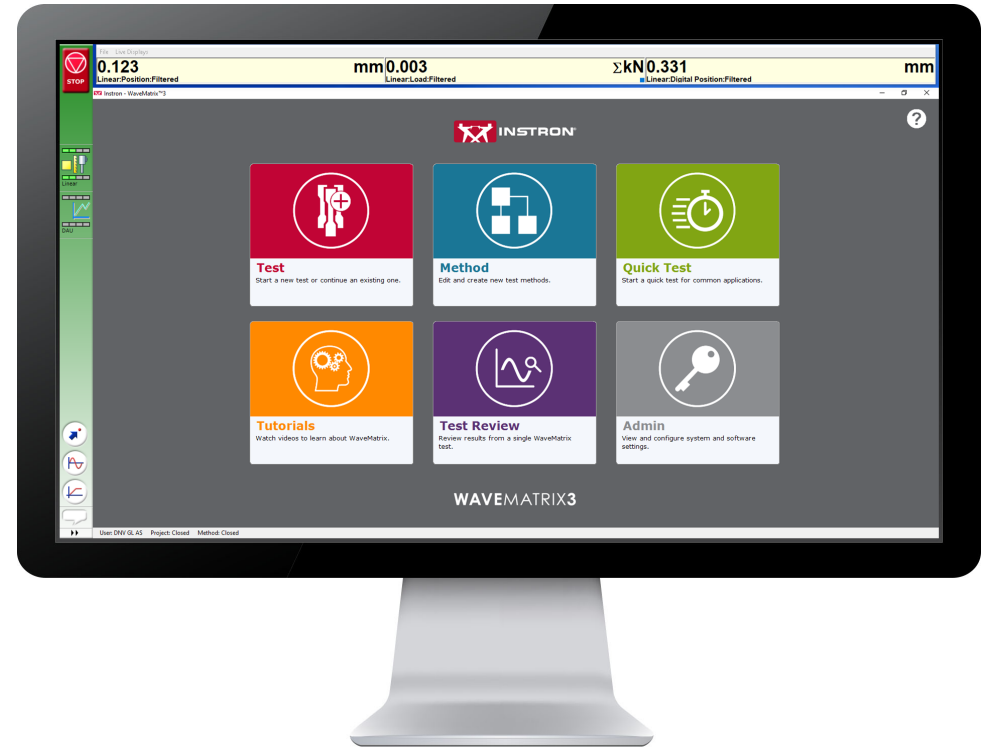 File Live Displays
0.123 mm 0.003 ΣkN 0.331 mm
Linear:Position:Filtered Linear:Load:Filtered Linear:Digital Position:Filtered
STOP
Instron - WaveMatrix™3
?
INSTRON
Linear
DAU
Test
Start a new test or continue an existing one.
Method
Edit and create new test methods.
Quick Test
Start a quick test for common applications.
Tutorials
Watch videos to learn about WaveMatrix.
Test Review
Review results from a single WaveMatrix
test.
Admin
View and configure system and software
settings.
WAVEMATRIX3
User: DNV GL AS Project: Closed Method: Closed